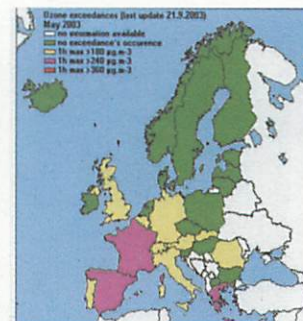 Ozone exceedances (last update 21.9.2003)
May 2003
no information available
no exceedance's occurence
1h max >180 µg.m-3
1h max >240 µg.m-3
1h max >360 µg.m-3